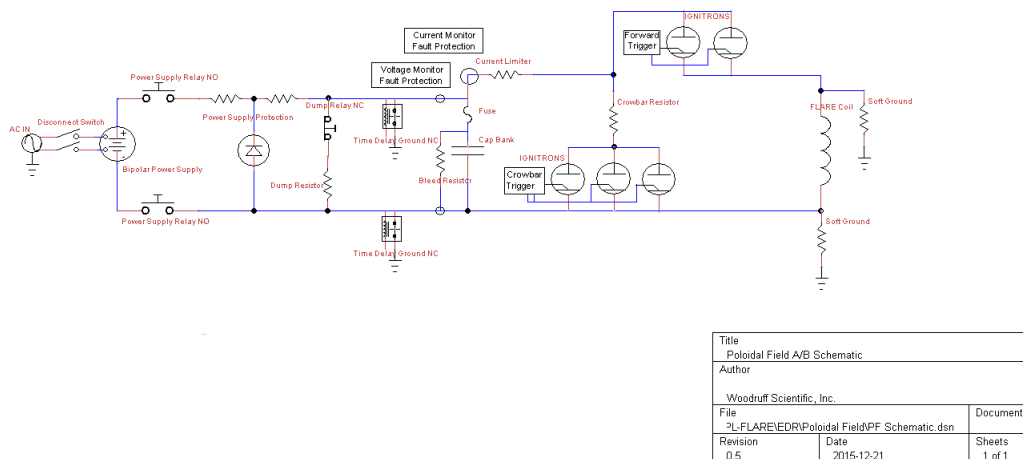 IGNITRONS
Current Monitor
Fault Protection
Forward
Trigger
Voltage Monitor
Fault Protection
Current Limiter
Power Supply Relay NO
Dump Relay NC
Crowbar Resistor
Fuse
FLARE Coil
Soft Ground
Disconnect Switch
Power Supply Protection
AC IN
Time Delay Ground NC
Cap Bank
IGNITRONS
Bipolar Power Supply
Crowbar
Trigger
Dump Resistor
Bleed Resistor
Power Supply Relay NO
Soft Ground
Time Delay Ground NC
Title
Poloidal Field A/B Schematic
Author
Woodruff Scientific, Inc.
File
PL-FLARE\EDR\Poloidal Field\PF Schematic.dsn
Document
Revision
0.5
Date
2015-12-21
Sheets
1 of 1